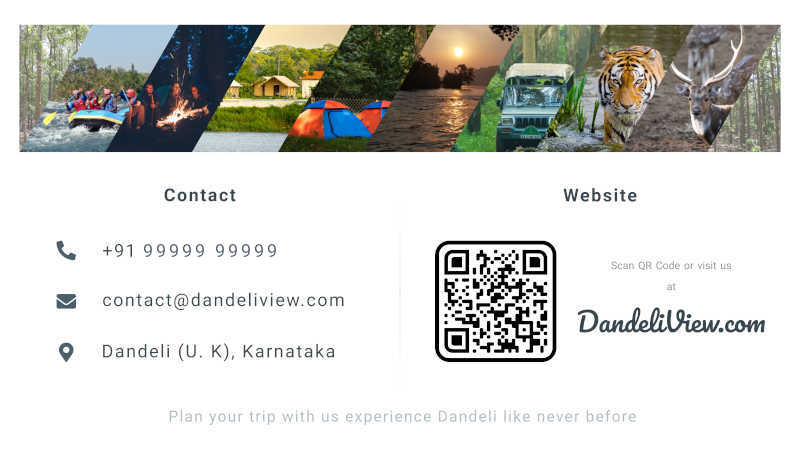 Contact
+91 99999 99999
contact@dandeliview.com
Dandeli (U. K), Karnataka
Website
Scan QR Code or visit us
at
DandeliView.com
Plan your trip with us experience Dandeli like never before